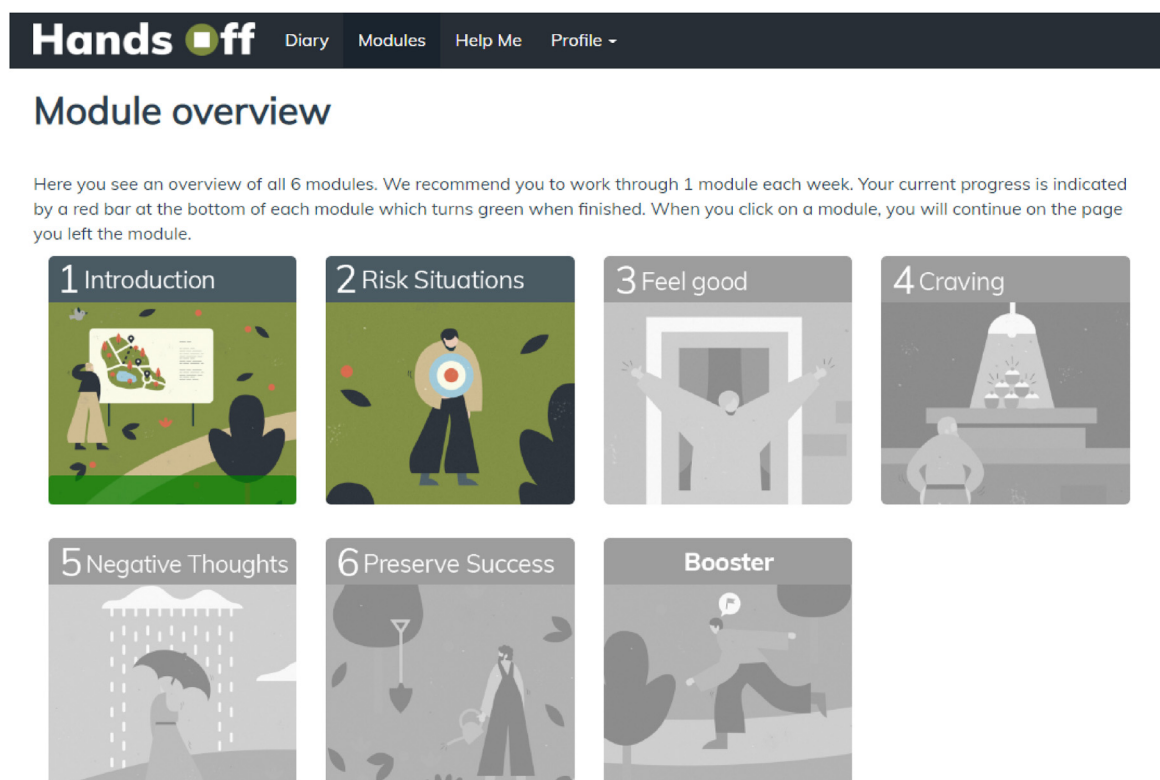 Hands Off Diary Modules Help Me Profile
Module overview
Here you see an overview of all 6 modules. We recommend you to work through 1 module each week. Your current progress is indicated
by a red bar at the bottom of each module which turns green when finished. When you click on a module, you will continue on the page
you left the module.
1 Introduction
2 Risk Situations
3 Feel good
4 Craving
5 Negative Thoughts
6 Preserve Success
Booster